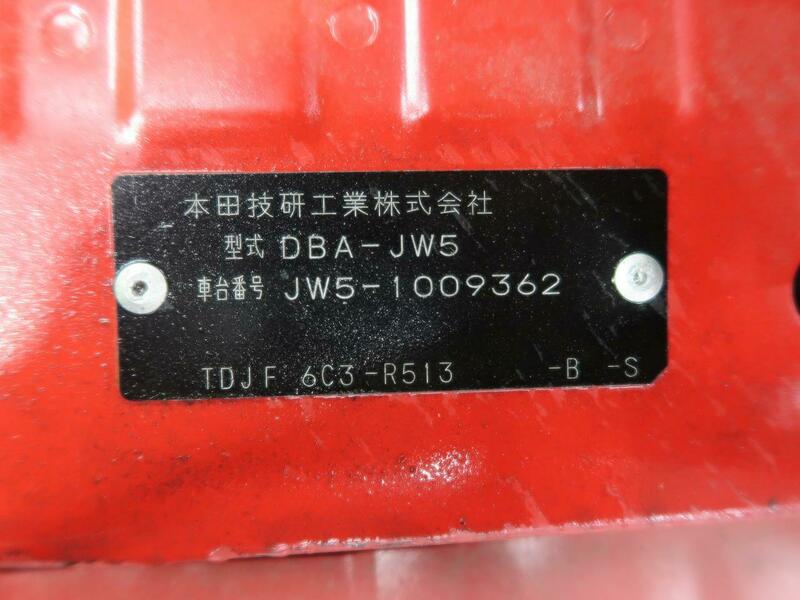 本田技研工業株式会社
型式 DBA-JW5
車台番号 JW5-1009362
TDJF 6C3-R513 -B -S